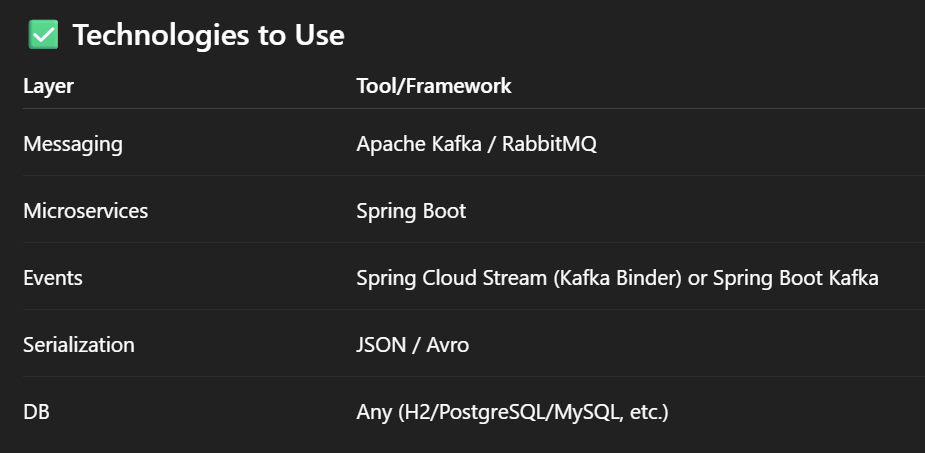 ✅ Technologies to Use
Layer Tool/Framework
Messaging Apache Kafka / RabbitMQ
Microservices Spring Boot
Events Spring Cloud Stream (Kafka Binder) or Spring Boot Kafka
Serialization JSON / Avro
DB Any (H2/PostgreSQL/MySQL, etc.)